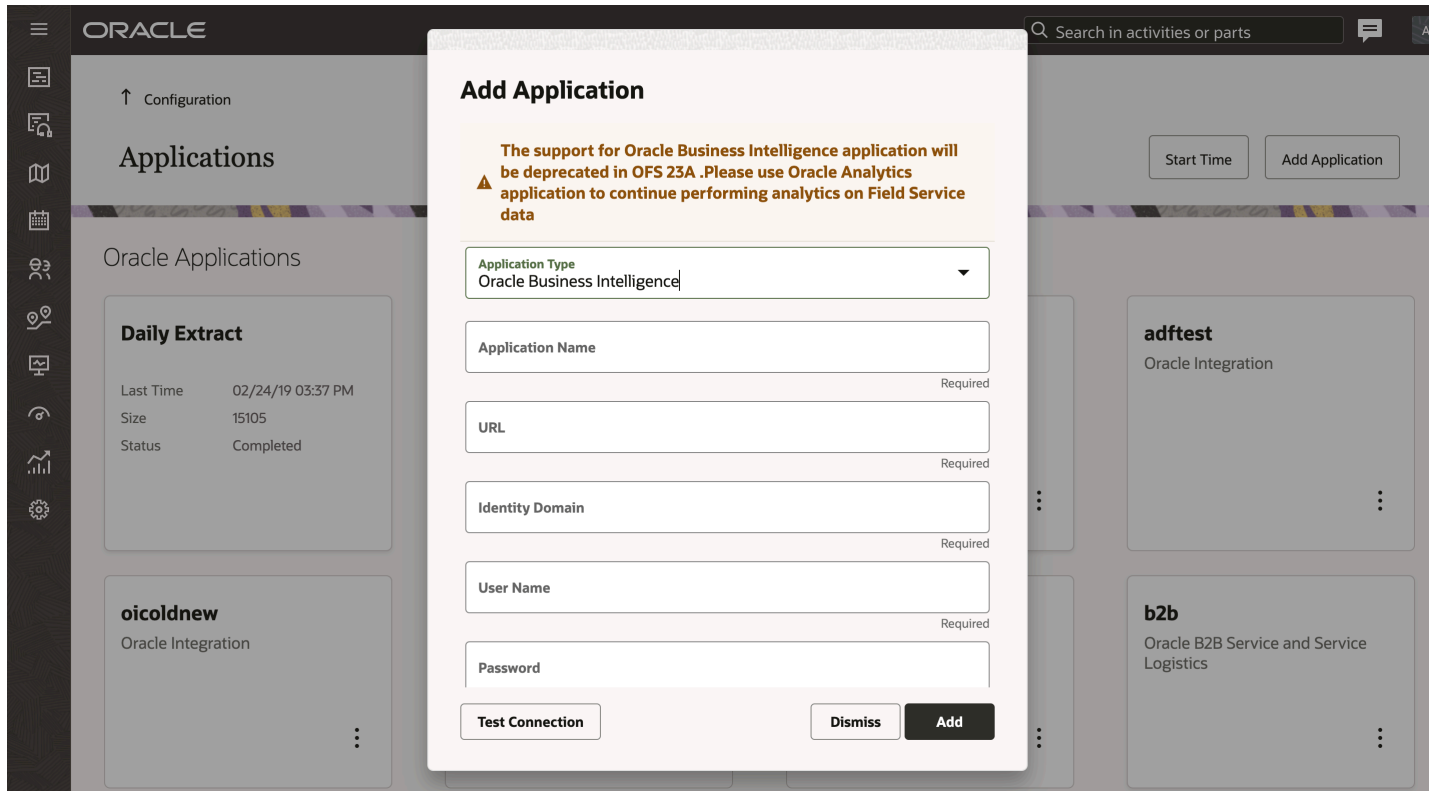 ORACLE
Search in activities or parts
A
Configuration
Applications
Start Time
Add Application
Oracle Applications
Daily Extract
Last Time 02/24/19 03:37 PM
Size 15105
Status Completed
adftest
Oracle Integration
oicoldnew
Oracle Integration
b2b
Oracle B2B Service and Service
Logistics
Add Application
The support for Oracle Business Intelligence application will
be deprecated in OFS 23A .Please use Oracle Analytics
application to continue performing analytics on Field Service
data
Application Type
Oracle Business Intelligence
Application Name
Required
URL
Required
Identity Domain
Required
User Name
Required
Password
Test Connection
Dismiss
Add